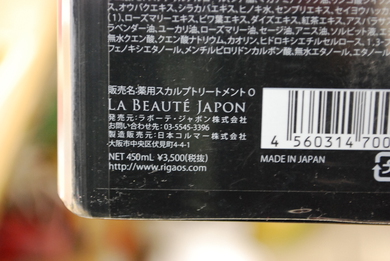 オ、ウバクエキス、シラカバエキス、ヒノキ水、センブリエキス、セイヨウハ
(1)、ローズマリーエキス、ビワ葉エキス、ダイズエキス、紅茶エキス、アスパラ
ラベンダー油、ユーカリ油、ローズマリー油、セージ油、アニス油、ソルビット液、エ
無水クエン酸、クエン酸ナトリウム、カオリン、ヒドロキシエチルセルロース、1.3-
フェノキシエタノール、メチルピロリドンカルボン酸、無水エタノール、エタノール
販売名:薬用スカルプトリートメントO
LA BEAUTÉ JAPON
発売元:ラボーテ・ジャポン株式会社
お問い合わせ先:03-5545-3396
製造販売元:日本コルマー株式会社
大阪市中央区伏見町4-4-1
NET 450mL ¥3,500(税抜)
http://www.rigaos.com
4 560314 700
MADE IN JAPAN